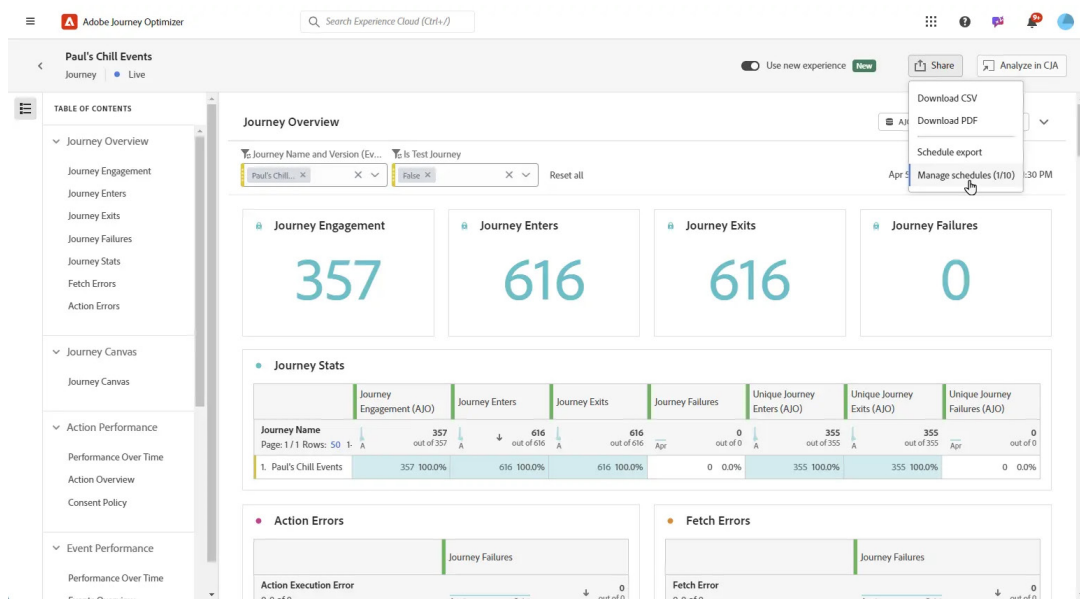 Adobe Journey Optimizer
Search Experience Cloud (Ctrl+/)
9+
Paul's Chill Events
Journey
Live
Use new experience
New
Share
Analyze in CJA
Download CSV
Download PDF
Schedule export
Manage schedules (1/10)
TABLE OF CONTENTS
Journey Overview
Journey Engagement
Journey Enters
Journey Exits
Journey Failures
Journey Stats
Fetch Errors
Action Errors
Journey Canvas
Journey Canvas
Action Performance
Performance Over Time
Action Overview
Consent Policy
Event Performance
Performance Over Time
Journey Overview
Journey Name and Version (Ev...
Is Test Journey
Paul's Chill...
False
Reset all
Apr
:30 PM
Journey Engagement
357
Journey Enters
616
Journey Exits
616
Journey Failures
0
Journey Stats
Journey Engagement (AJO)
Journey Enters
Journey Exits
Journey Failures
Unique Journey Enters (AJO)
Unique Journey Exits (AJO)
Unique Journey Failures (AJO)
Journey Name
Page: 1 / 1 Rows: 50 1-
A
357
out of 357
A
616
out of 616
A
616
out of 616
Apr
0
out of 0
A
355
out of 355
A
355
out of 355
Apr
0
out of 0
1. Paul's Chill Events
357 100.0%
616 100.0%
616 100.0%
0 0.0%
355 100.0%
355 100.0%
0 0.0%
Action Errors
Journey Failures
Action Execution Error
0
Fetch Errors
Journey Failures
Fetch Error
0